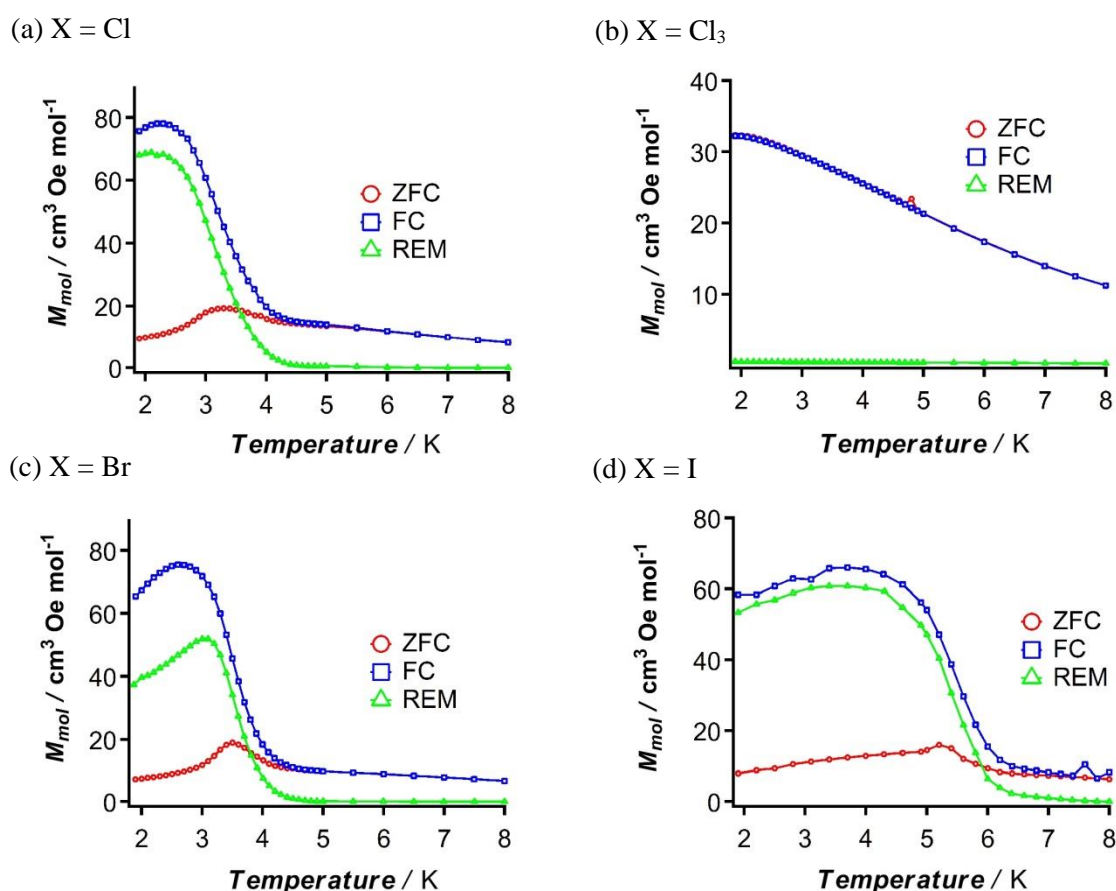 (a) X = Cl
80
60
40
20
0
M_mol / cm³ Oe mol⁻¹
ZFC
FC
REM
2 3 4 5 6 7 8
Temperature / K
(b) X = Cl₃
40
30
20
10
M_mol / cm³ Oe mol⁻¹
ZFC
FC
REM
2 3 4 5 6 7 8
Temperature / K
(c) X = Br
80
60
40
20
0
M_mol / cm³ Oe mol⁻¹
ZFC
FC
REM
2 3 4 5 6 7 8
Temperature / K
(d) X = I
80
60
40
20
0
M_mol / cm³ Oe mol⁻¹
ZFC
FC
REM
2 3 4 5 6 7 8
Temperature / K